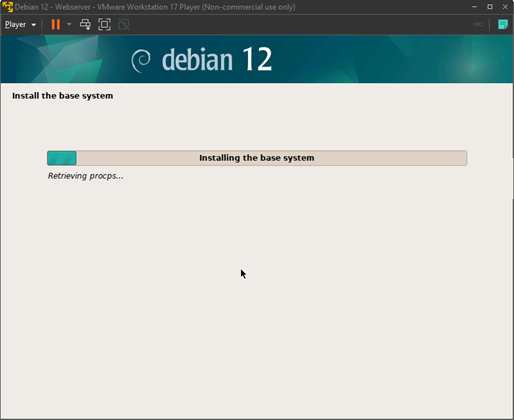 Debian 12 - Webserver - VMware Workstation 17 Player (Non-commercial use only)
Player
debian 12
Install the base system
Installing the base system
Retrieving procps...